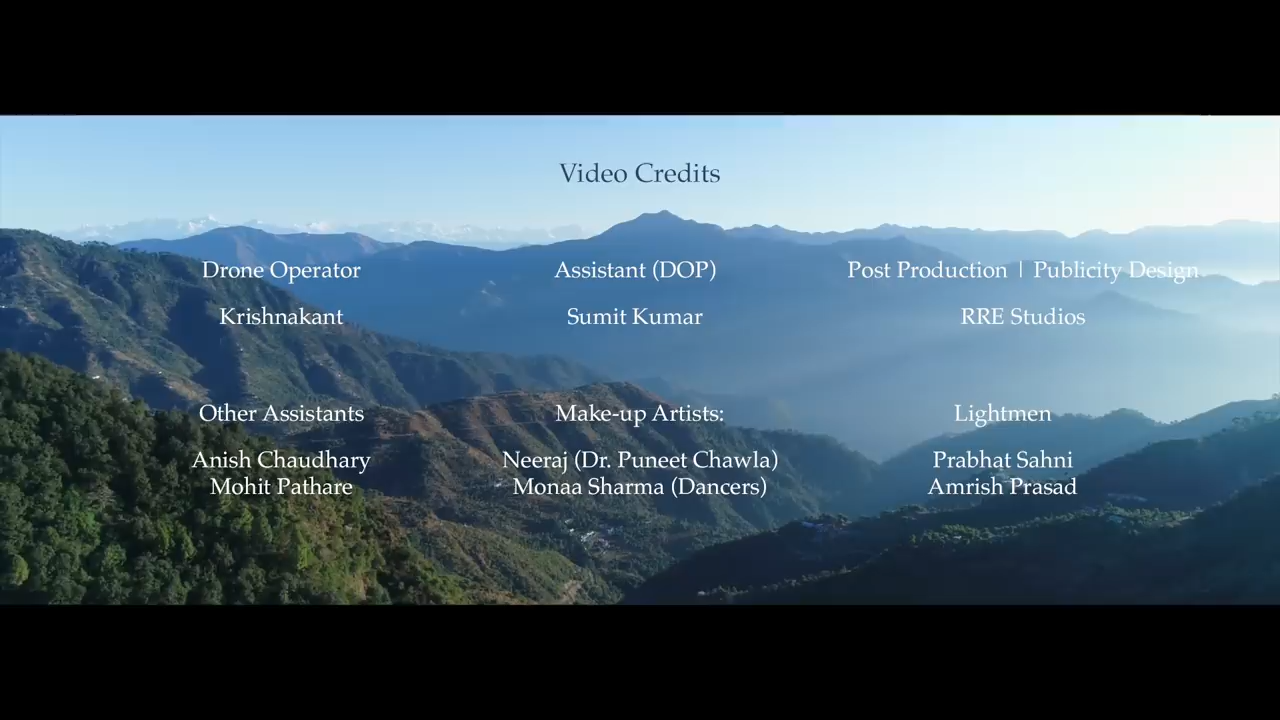 Video Credits
Drone Operator
Krishnakant
Assistant (DOP)
Sumit Kumar
Post Production | Publicity Design
RRE Studios
Other Assistants
Anish Chaudhary
Mohit Pathare
Make-up Artists:
Neeraj (Dr. Puneet Chawla)
Monaa Sharma (Dancers)
Lightmen
Prabhat Sahni
Amrish Prasad